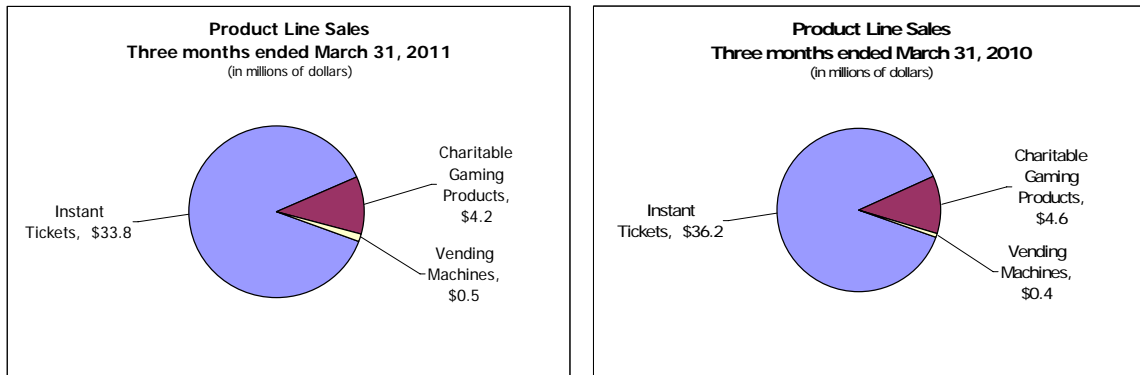 Product Line Sales
Three months ended March 31, 2011
(in millions of dollars)
Charitable
Gaming
Products,
$4.2
Instant
Tickets, $33.8
Vending
Machines,
$0.5
Product Line Sales
Three months ended March 31, 2010
(in millions of dollars)
Charitable
Gaming
Products,
$4.6
Instant
Tickets, $36.2
Vending
Machines,
$0.4